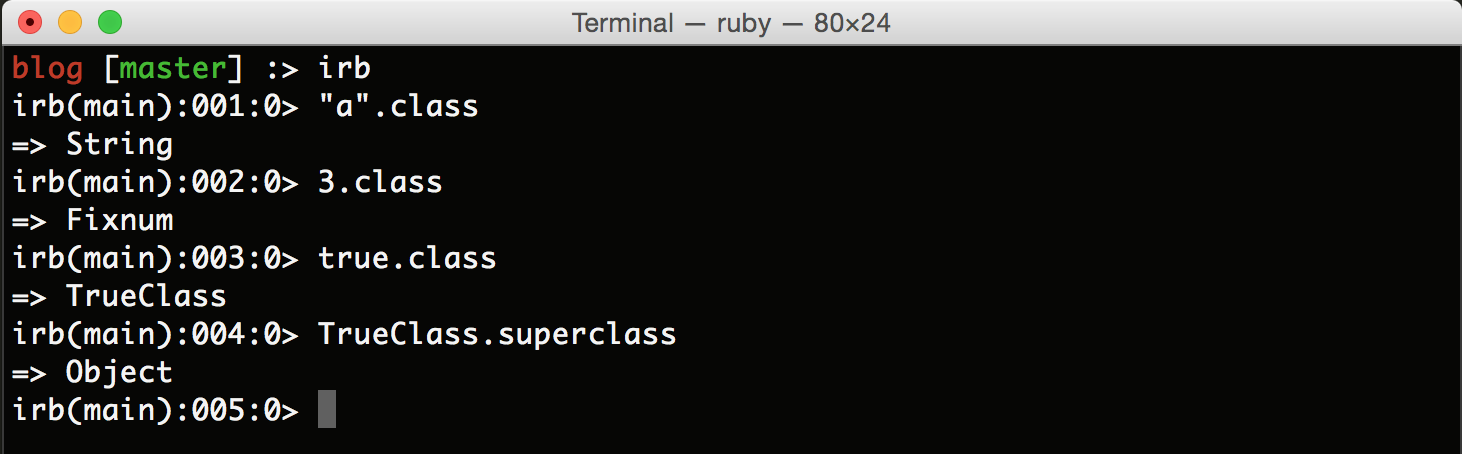 Terminal — ruby — 80×24
blog [master] :> irb
irb(main):001:0> "a".class
=> String
irb(main):002:0> 3.class
=> Fixnum
irb(main):003:0> true.class
=> TrueClass
irb(main):004:0> TrueClass.superclass
=> Object
irb(main):005:0>